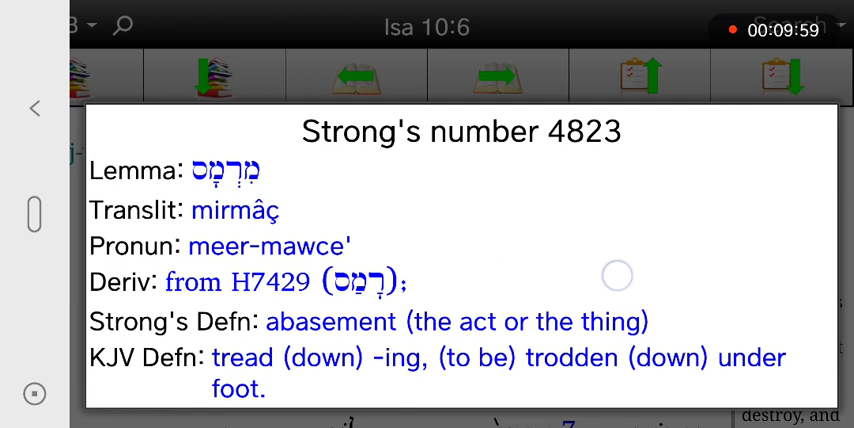 B
Isa 10:6
Search
00:09:59
Strong's number 4823
Lemma: מִרְמָס
Translit: mirmâç
Pronun: meer-mawce'
Deriv: from H7429 (רָמַס);
Strong's Defn: abasement (the act or the thing)
KJV Defn: tread (down) -ing, (to be) trodden (down) under
foot.
7
destroy, and